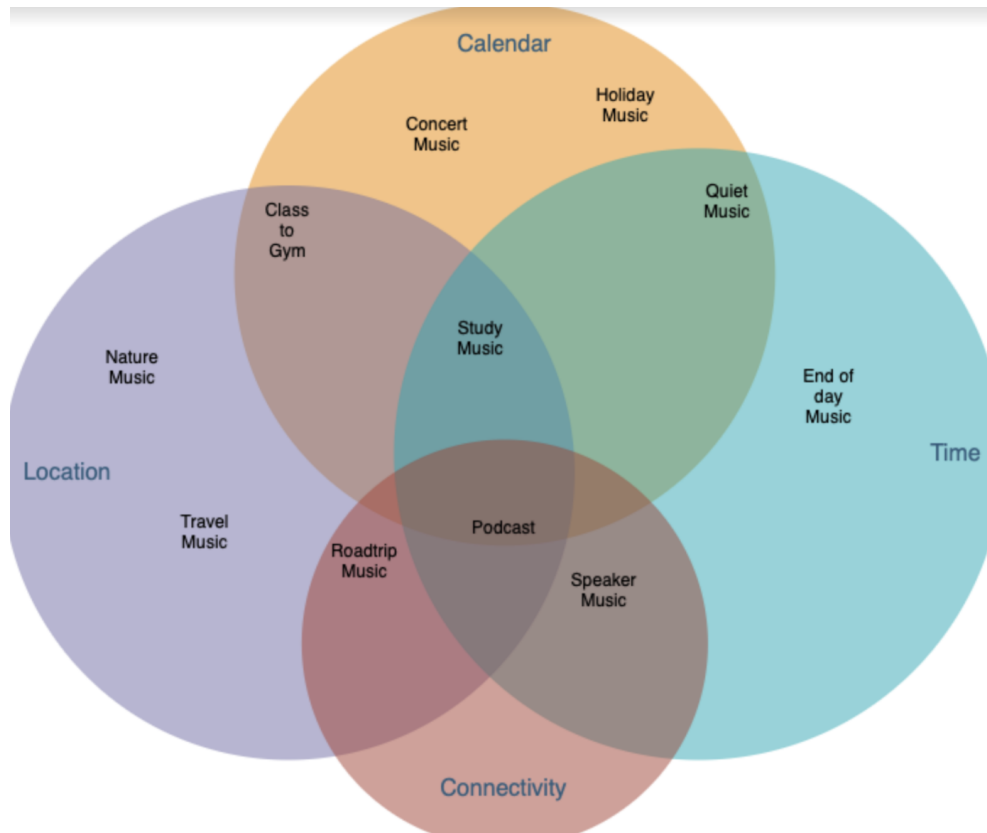 Calendar
Holiday
Music
Concert
Music
Quiet
Music
Class
to
Gym
Study
Music
Nature
Music
End of
day
Music
Time
Location
Travel
Music
Podcast
Roadtrip
Music
Speaker
Music
Connectivity